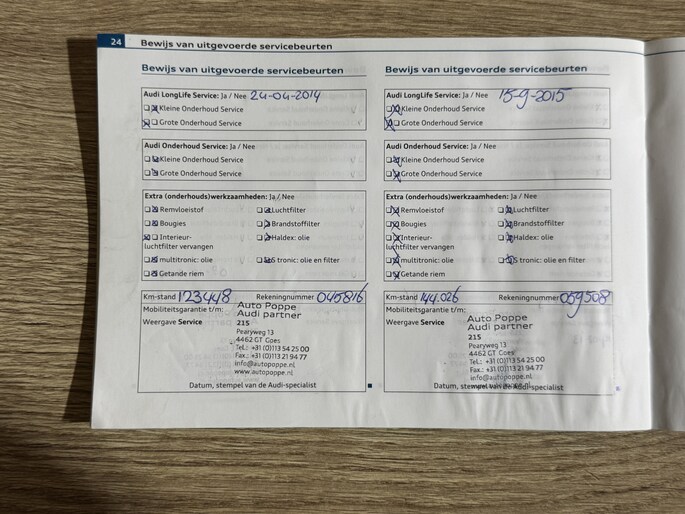 24 Bewijs van uitgevoerde servicebeurten
Bewijs van uitgevoerde servicebeurten
Audi LongLife Service: Ja / Nee 24-04-2014
Kleine Onderhoud Service
Grote Onderhoud Service
Audi Onderhoud Service: Ja / Nee
Kleine Onderhoud Service
Grote Onderhoud Service
Extra (onderhouds)werkzaamheden: Ja / Nee
Remvloeistof Luchtfilter
Bougies Brandstoffilter
Interieur- Haldex: olie
luchtfilter vervangen
multitronic: olie S tronic: olie en filter
Getande riem
Km-stand 123448 Rekeningnummer 045816
Mobiliteitsgarantie t/m:
Weergave Service
Auto Poppe
Audi partner
215
Pearyweg 13
4462 GT Goes
Tel.: +31 (0)113 54 25 00
Fax.: +31 (0)113 21 94 77
info@autopoppe.nl
www.autopoppe.nl
Datum, stempel van de Audi-specialist
Bewijs van uitgevoerde servicebeurten
Audi LongLife Service: Ja / Nee 15-9-2015
Kleine Onderhoud Service
Grote Onderhoud Service
Audi Onderhoud Service: Ja / Nee
Kleine Onderhoud Service
Grote Onderhoud Service
Extra (onderhouds)werkzaamheden: Ja / Nee
Remvloeistof Luchtfilter
Bougies Brandstoffilter
Interieur- Haldex: olie
luchtfilter vervangen
multitronic: olie S tronic: olie en filter
Getande riem
Km-stand 144.026 Rekeningnummer 059508
Mobiliteitsgarantie t/m:
Weergave Service
Auto Poppe
Audi partner
215
Pearyweg 13
4462 GT Goes
Tel.: +31 (0)113 54 25 00
Fax.: +31 (0)113 21 94 77
info@autopoppe.nl
www.autopoppe.nl
Datum, stempel van de Audi-specialist